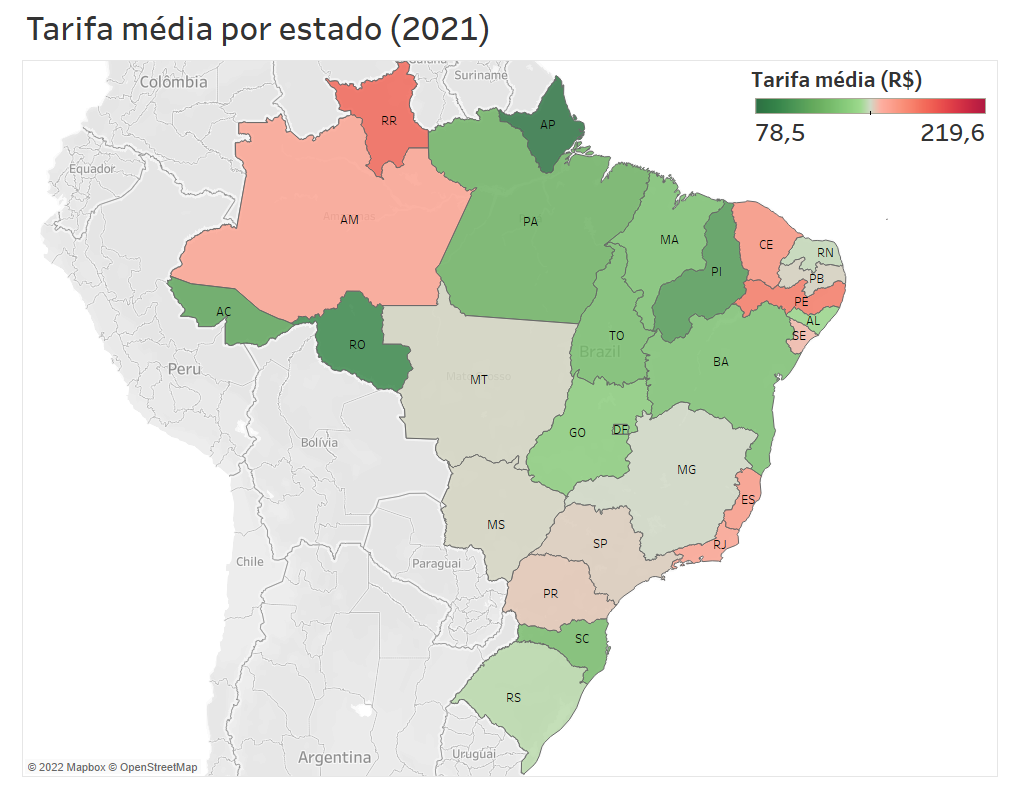 Tarifa média por estado (2021)
Colômbia
Suriname
Tarifa média (R$)
78,5
219,6
RR
AP
Equador
AM
PA
MA
CE
RN
PI
PB
PE
AC
AL
RO
TO
SE
Brazil
BA
Peru
MT
GO
DF
Bolívia
MG
ES
MS
SP
RJ
Chile
Paraguai
PR
SC
RS
Uruguai
Argentina
© 2022 Mapbox © OpenStreetMap